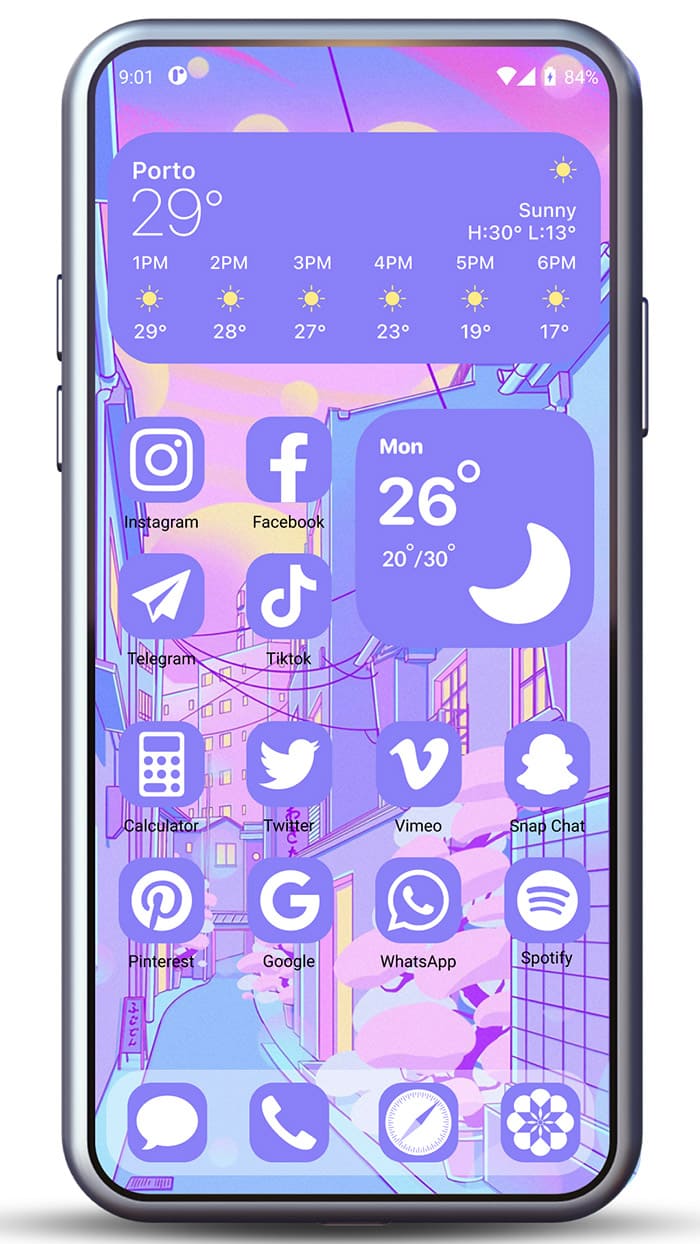 9:01
84%
Porto
29°
Sunny
H:30° L:13°
1PM 2PM 3PM 4PM 5PM 6PM
29° 28° 27° 23° 19° 17°
Mon
26°
20°/30°
Instagram Facebook
Telegram Tiktok
Calculator Twitter Vimeo Snap Chat
Pinterest Google WhatsApp Spotify